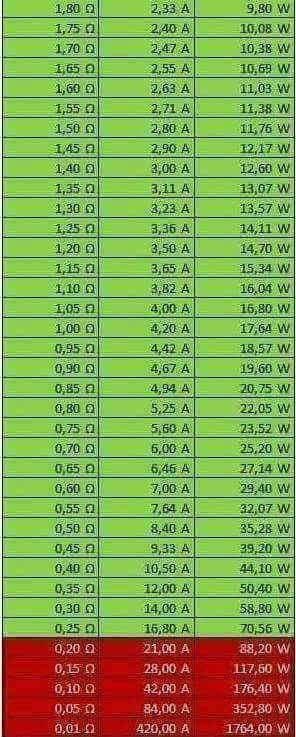 1,80 Ω 2,33 A 9,80 W
1,75 Ω 2,40 A 10,08 W
1,70 Ω 2,47 A 10,38 W
1,65 Ω 2,55 A 10,69 W
1,60 Ω 2,63 A 11,03 W
1,55 Ω 2,71 A 11,38 W
1,50 Ω 2,80 A 11,76 W
1,45 Ω 2,90 A 12,17 W
1,40 Ω 3,00 A 12,60 W
1,35 Ω 3,11 A 13,07 W
1,30 Ω 3,23 A 13,57 W
1,25 Ω 3,36 A 14,11 W
1,20 Ω 3,50 A 14,70 W
1,15 Ω 3,65 A 15,34 W
1,10 Ω 3,82 A 16,04 W
1,05 Ω 4,00 A 16,80 W
1,00 Ω 4,20 A 17,64 W
0,95 Ω 4,42 A 18,57 W
0,90 Ω 4,67 A 19,60 W
0,85 Ω 4,94 A 20,75 W
0,80 Ω 5,25 A 22,05 W
0,75 Ω 5,60 A 23,52 W
0,70 Ω 6,00 A 25,20 W
0,65 Ω 6,46 A 27,14 W
0,60 Ω 7,00 A 29,40 W
0,55 Ω 7,64 A 32,07 W
0,50 Ω 8,40 A 35,28 W
0,45 Ω 9,33 A 39,20 W
0,40 Ω 10,50 A 44,10 W
0,35 Ω 12,00 A 50,40 W
0,30 Ω 14,00 A 58,80 W
0,25 Ω 16,80 A 70,56 W
0,20 Ω 21,00 A 88,20 W
0,15 Ω 28,00 A 117,60 W
0,10 Ω 42,00 A 176,40 W
0,05 Ω 84,00 A 352,80 W
0,01 Ω 420,00 A 1764,00 W